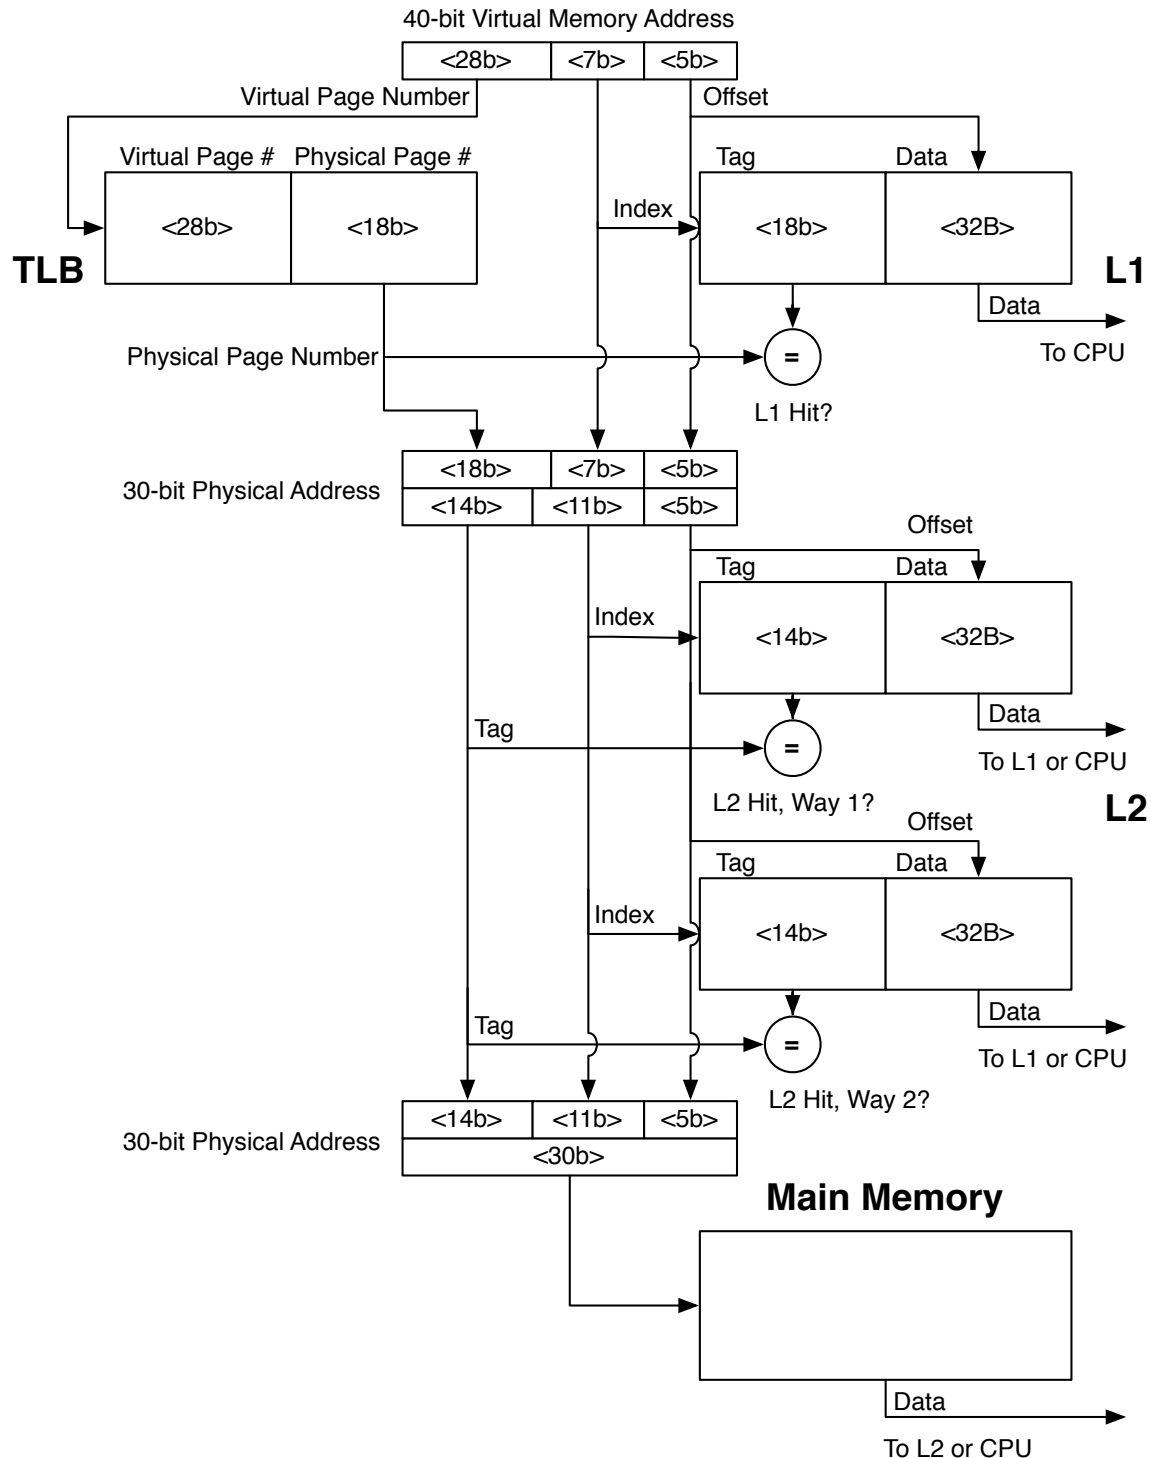 40-bit Virtual Memory Address
<28b> <7b> <5b>
Virtual Page Number
Offset
Virtual Page # Physical Page #
Tag Data
<28b> <18b>
Index
<18b> <32B>
TLB
L1
Data
To CPU
Physical Page Number
=
L1 Hit?
<18b> <7b> <5b>
30-bit Physical Address
<14b> <11b> <5b>
Offset
Tag Data
Index
<14b> <32B>
Data
Tag
=
To L1 or CPU
L2 Hit, Way 1?
L2
Offset
Tag Data
Index
<14b> <32B>
Data
Tag
=
To L1 or CPU
L2 Hit, Way 2?
<14b> <11b> <5b>
30-bit Physical Address
<30b>
Main Memory
Data
To L2 or CPU